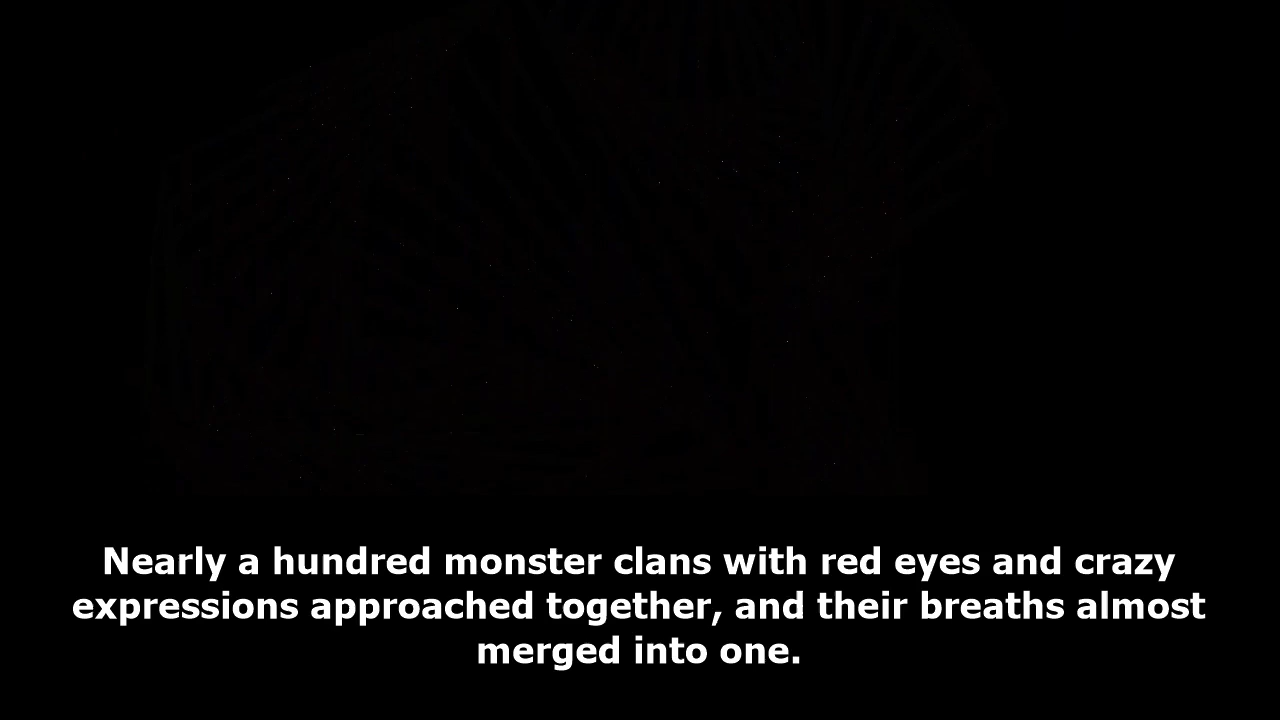 Nearly a hundred monster clans with red eyes and crazy
expressions approached together, and their breaths almost
merged into one.